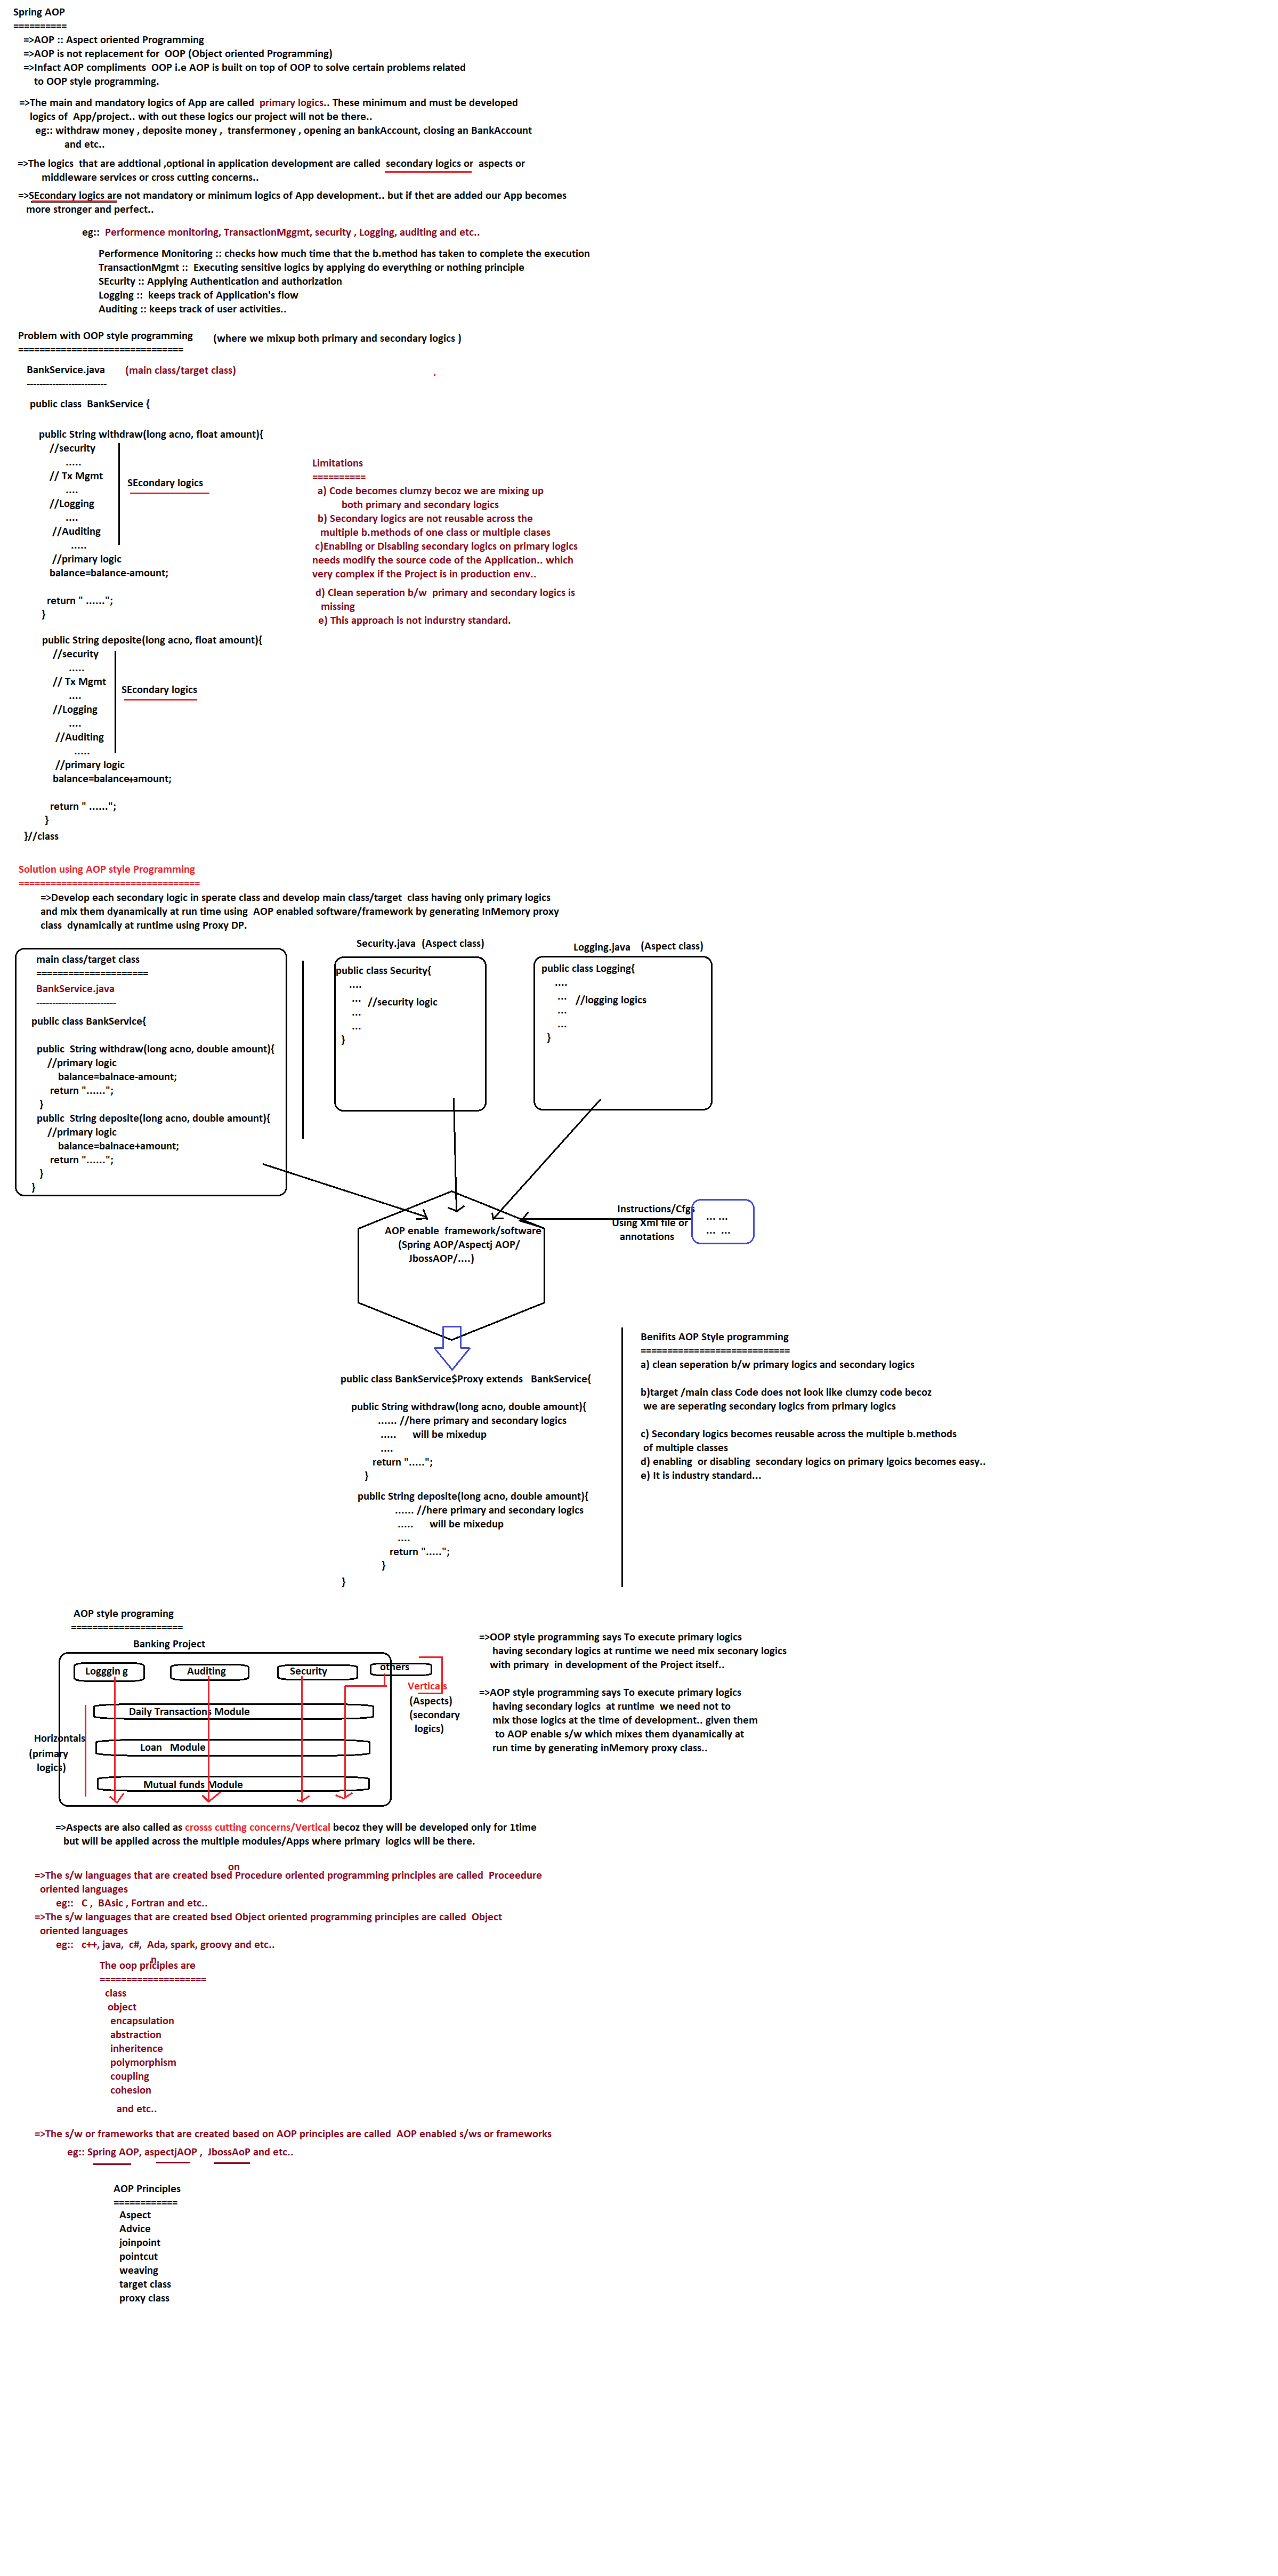 Spring AOP
==========
=>AOP :: Aspect oriented Programming
=>AOP is not replacement for OOP (Object oriented Programming)
=>Infact AOP compliments OOP i.e AOP is built on top of OOP to solve certain problems related
to OOP style programming.
=>The main and mandatory logics of App are called primary logics.. These minimum and must be developed
logics of App/project.. with out these logics our project will not be there..
eg:: withdraw money , deposite money , transfermoney , opening an bankAccount, closing an BankAccount
and etc..
=>The logics that are addtional ,optional in application development are called secondary logics or aspects or
middleware services or cross cutting concerns..
=>SEcondary logics are not mandatory or minimum logics of App development.. but if thet are added our App becomes
more stronger and perfect..
eg:: Performence monitoring, TransactionMggmt, security , Logging, auditing and etc..
Performence Monitoring :: checks how much time that the b.method has taken to complete the execution
TransactionMgmt :: Executing sensitive logics by applying do everything or nothing principle
SEcurity :: Applying Authentication and authorization
Logging :: keeps track of Application's flow
Auditing :: keeps track of user activities..
Problem with OOP style programming (where we mixup both primary and secondary logics )
===============================
BankService.java (main class/target class)
-------------------------
public class BankService {
public String withdraw(long acno, float amount){
//security
.....
// Tx Mgmt
....
//Logging
....
//Auditing
.....
//primary logic
balance=balance-amount;
return " ......";
}
SEcondary logics
Limitations
==========
a) Code becomes clumzy becoz we are mixing up
both primary and secondary logics
b) Secondary logics are not reusable across the
multiple b.methods of one class or multiple clases
c)Enabling or Disabling secondary logics on primary logics
needs modify the source code of the Application.. which
very complex if the Project is in production env..
d) Clean seperation b/w primary and secondary logics is
missing
e) This approach is not indurstry standard.
public String deposite(long acno, float amount){
//security
.....
// Tx Mgmt
....
//Logging
....
//Auditing
.....
//primary logic
balance=balance+amount;
return " ......";
}
}//class
SEcondary logics
Solution using AOP style Programming
==================================
=>Develop each secondary logic in sperate class and develop main class/target class having only primary logics
and mix them dyanamically at run time using AOP enabled software/framework by generating InMemory proxy
class dynamically at runtime using Proxy DP.
main class/target class
=====================
BankService.java
-------------------------
public class BankService{
public String withdraw(long acno, double amount){
//primary logic
balance=balnace-amount;
return "......";
}
public String deposite(long acno, double amount){
//primary logic
balance=balnace+amount;
return "......";
}
}
Security.java (Aspect class)
public class Security{
....
... //security logic
...
...
}
Logging.java (Aspect class)
public class Logging{
....
... //logging logics
...
...
}
AOP enable framework/software
(Spring AOP/Aspectj AOP/
JbossAOP/....)
Instructions/Cfgs
Using Xml file or
annotations
... ...
... ...
public class BankService$Proxy extends BankService{
public String withdraw(long acno, double amount){
...... //here primary and secondary logics
..... will be mixedup
....
return ".....";
}
public String deposite(long acno, double amount){
...... //here primary and secondary logics
..... will be mixedup
....
return ".....";
}
}
Benifits AOP Style programming
============================
a) clean seperation b/w primary logics and secondary logics
b)target /main class Code does not look like clumzy code becoz
we are seperating secondary logics from primary logics
c) Secondary logics becomes reusable across the multiple b.methods
of multiple classes
d) enabling or disabling secondary logics on primary lgoics becomes easy..
e) It is industry standard...
AOP style programing
=====================
Banking Project
Logggin g
Auditing
Security
others
Verticals
(Aspects)
(secondary
logics)
Daily Transactions Module
Loan Module
Mutual funds Module
Horizontals
(primary
logics)
=>OOP style programming says To execute primary logics
having secondary logics at runtime we need mix seconary logics
with primary in development of the Project itself..
=>AOP style programming says To execute primary logics
having secondary logics at runtime we need not to
mix those logics at the time of development.. given them
to AOP enable s/w which mixes them dyanamically at
run time by generating inMemory proxy class..
=>Aspects are also called as crosss cutting concerns/Vertical becoz they will be developed only for 1time
but will be applied across the multiple modules/Apps where primary logics will be there.
on
=>The s/w languages that are created bsed Procedure oriented programming principles are called Proceedure
oriented languages
eg:: C , BAsic , Fortran and etc..
=>The s/w languages that are created bsed Object oriented programming principles are called Object
oriented languages
eg:: c++, java, c#, Ada, spark, groovy and etc..
n
The oop priciples are
====================
class
object
encapsulation
abstraction
inheritence
polymorphism
coupling
cohesion
and etc..
=>The s/w or frameworks that are created based on AOP principles are called AOP enabled s/ws or frameworks
eg:: Spring AOP, aspectjAOP , JbossAoP and etc..
AOP Principles
============
Aspect
Advice
joinpoint
pointcut
weaving
target class
proxy class